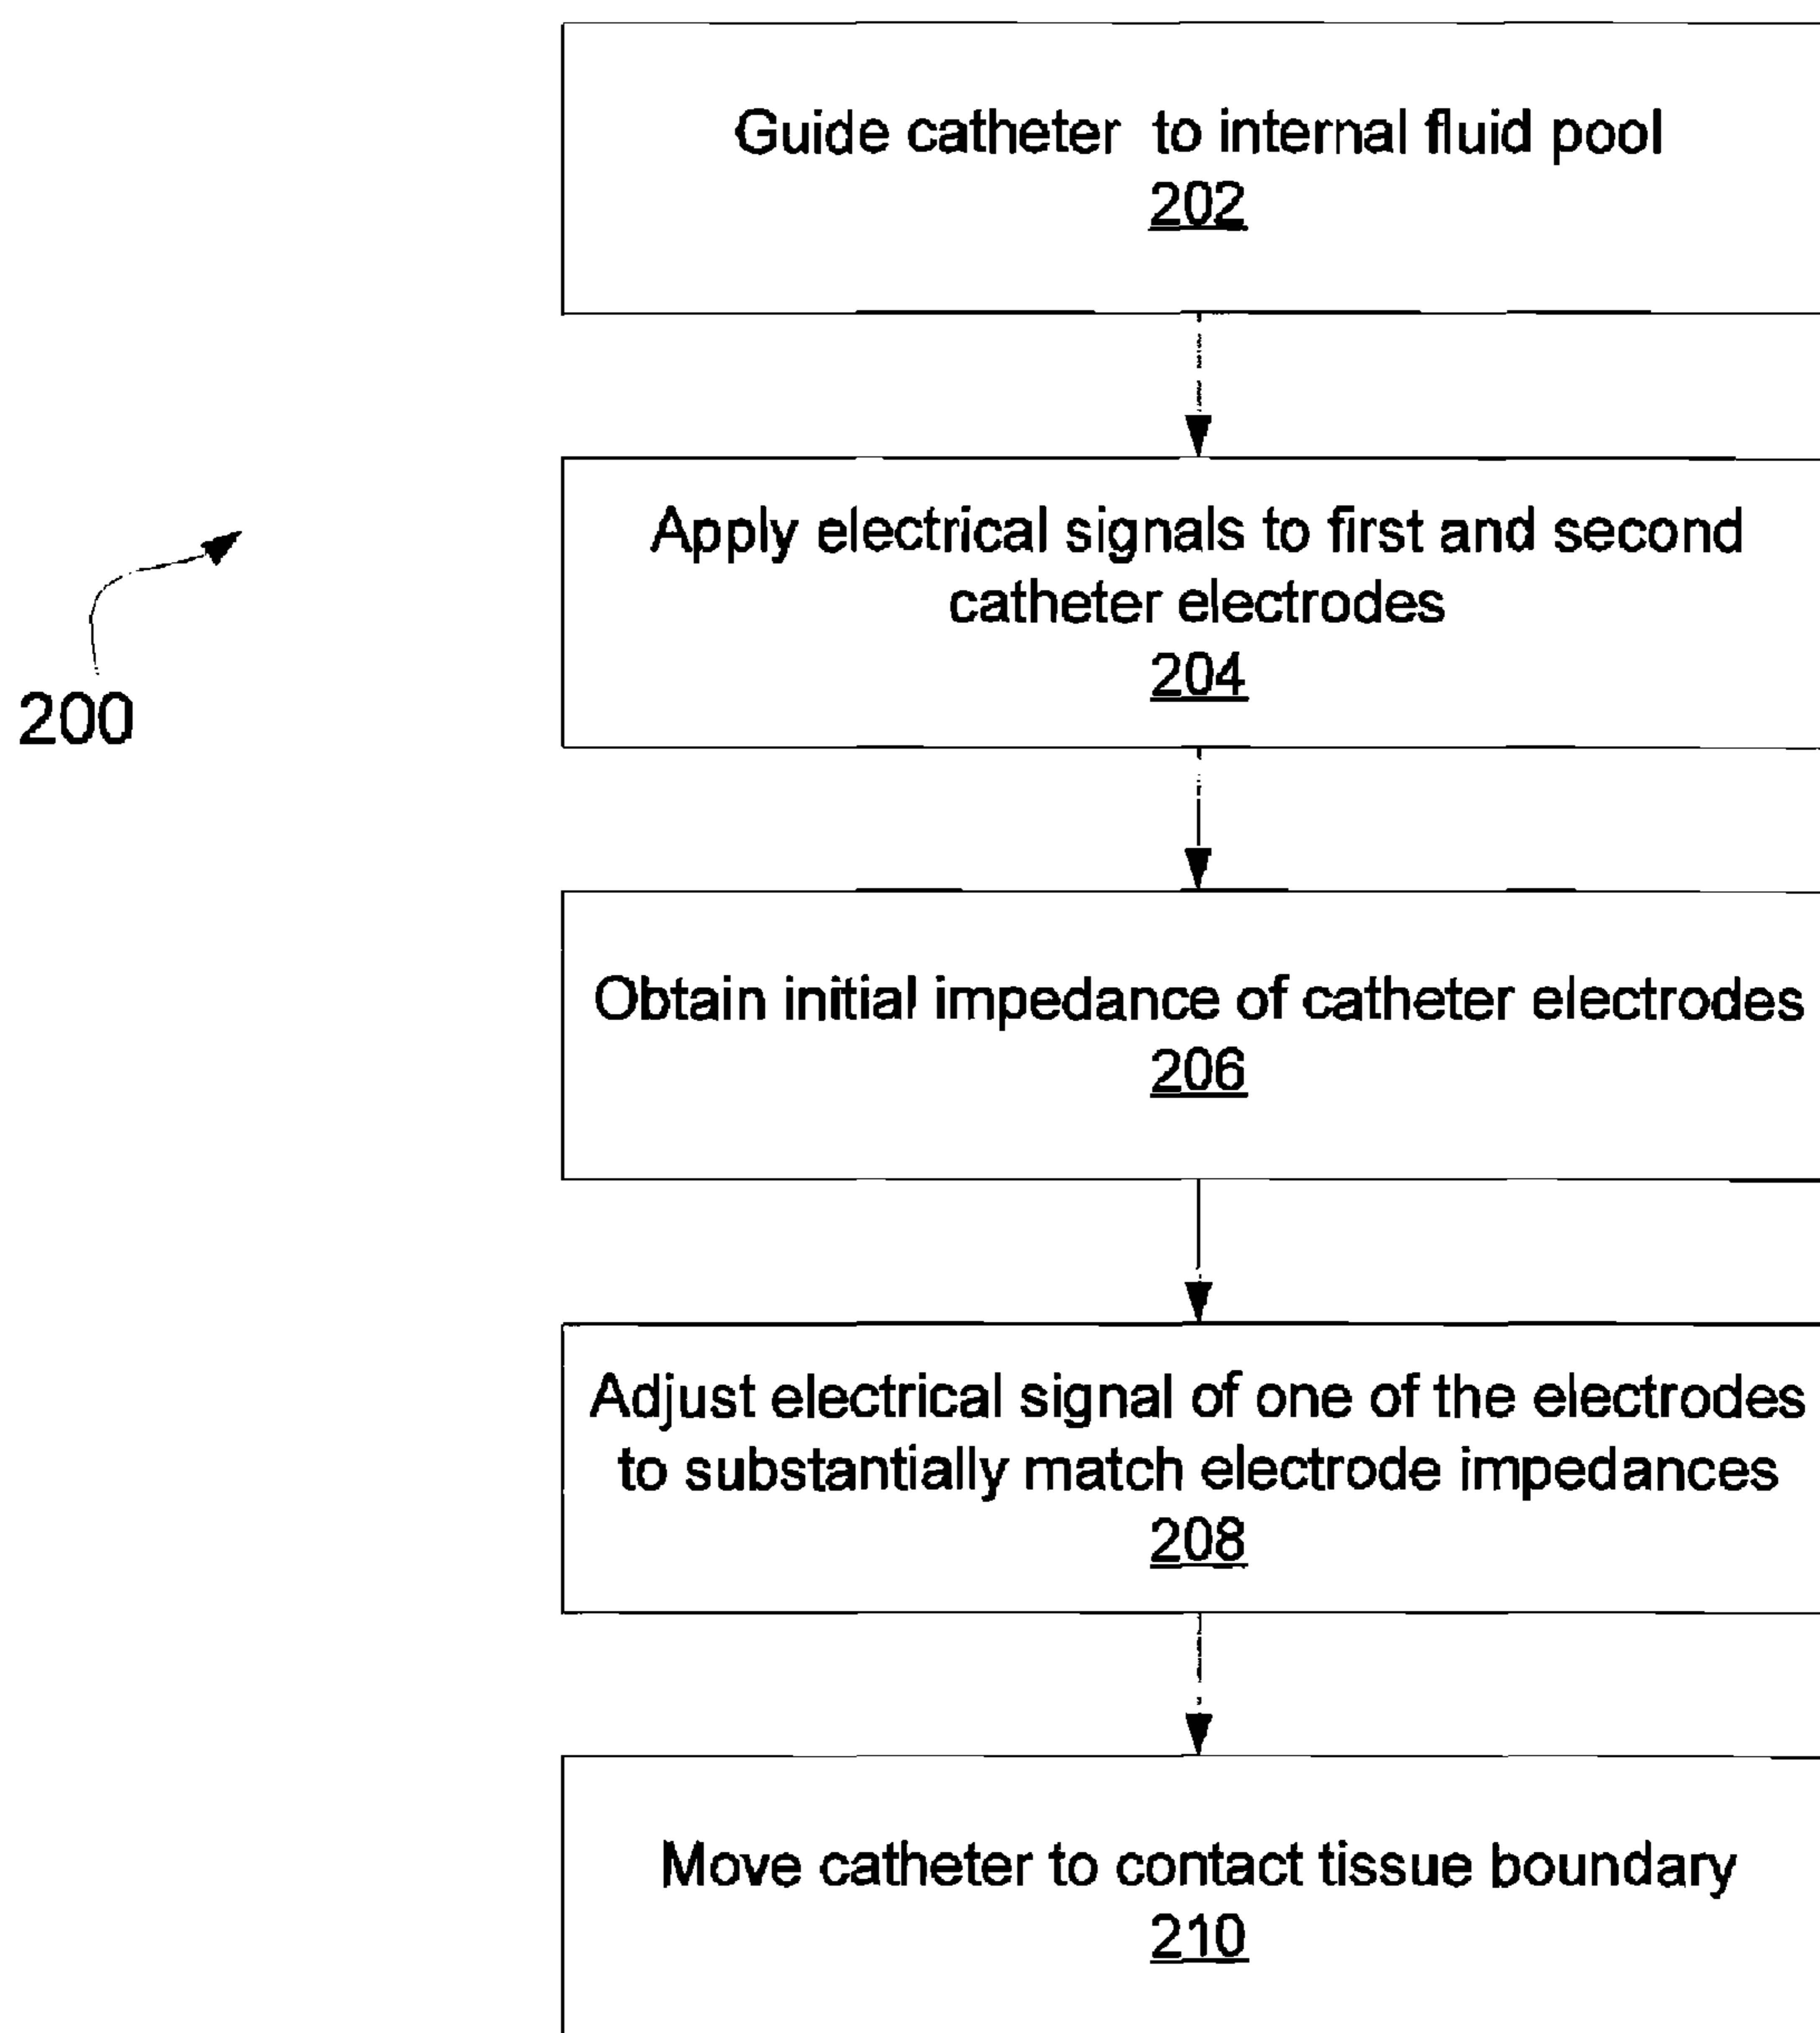 Guide catheter to internal fluid pool
202
Apply electrical signals to first and second
catheter electrodes
204
200
Obtain initial impedance of catheter electrodes
206
Adjust electrical signal of one of the electrodes
to substantially match electrode impedances
208
Move catheter to contact tissue boundary
210